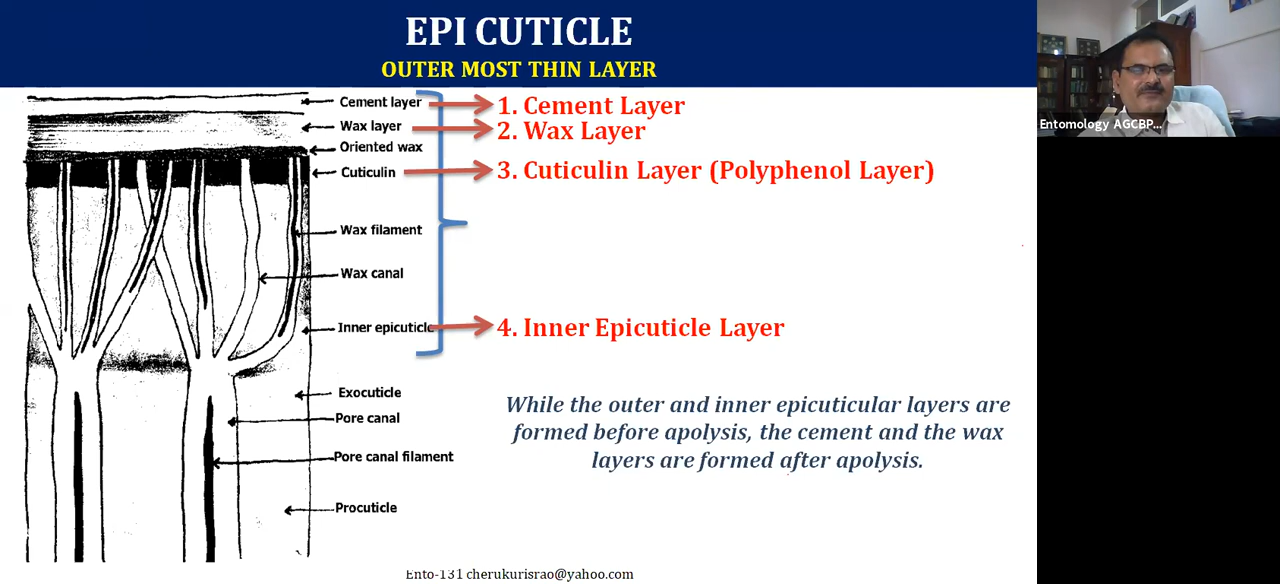 EPI CUTICLE
OUTER MOST THIN LAYER
Cement layer
1. Cement Layer
Wax layer
2. Wax Layer
Oriented wax
Cuticulin
3. Cuticulin Layer (Polyphenol Layer)
Wax filament
Wax canal
Inner epicuticle
4. Inner Epicuticle Layer
Exocuticle
Pore canal
Pore canal filament
Procuticle
While the outer and inner epicuticular layers are
formed before apolysis, the cement and the wax
layers are formed after apolysis.
Ento-131 cherukurisrao@yahoo.com
Entomology AGCBP...